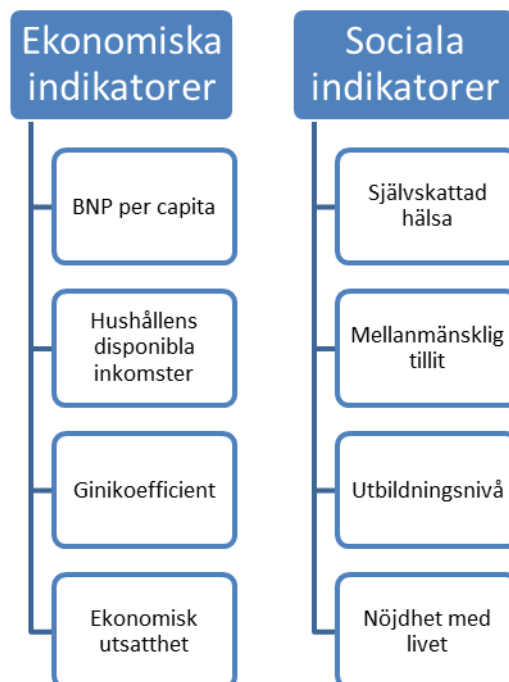 Ekonomiska
indikatorer
BNP per capita
Hushållens
disponibla
inkomster
Ginikoefficient
Ekonomisk
utsatthet
Sociala
indikatorer
Självskattad
hälsa
Mellanmänsklig
tillit
Utbildningsnivå
Nöjdhet med
livet